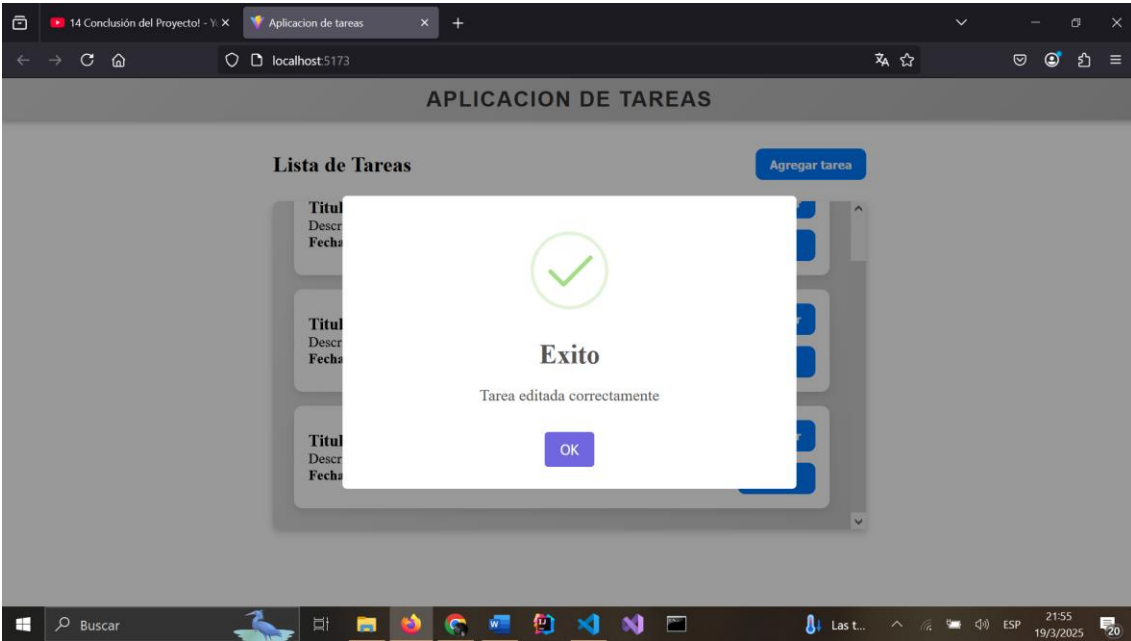 14 Conclusión del Proyecto! - Yo
Aplicacion de tareas
localhost:5173
APLICACION DE TAREAS
Lista de Tareas
Agregar tarea
Titul
Descr
Fecha
Titul
Descr
Fecha
Exito
Tarea editada correctamente
OK
Titul
Descr
Fecha
Buscar
Las t...
ESP
21:55
19/3/2025
20